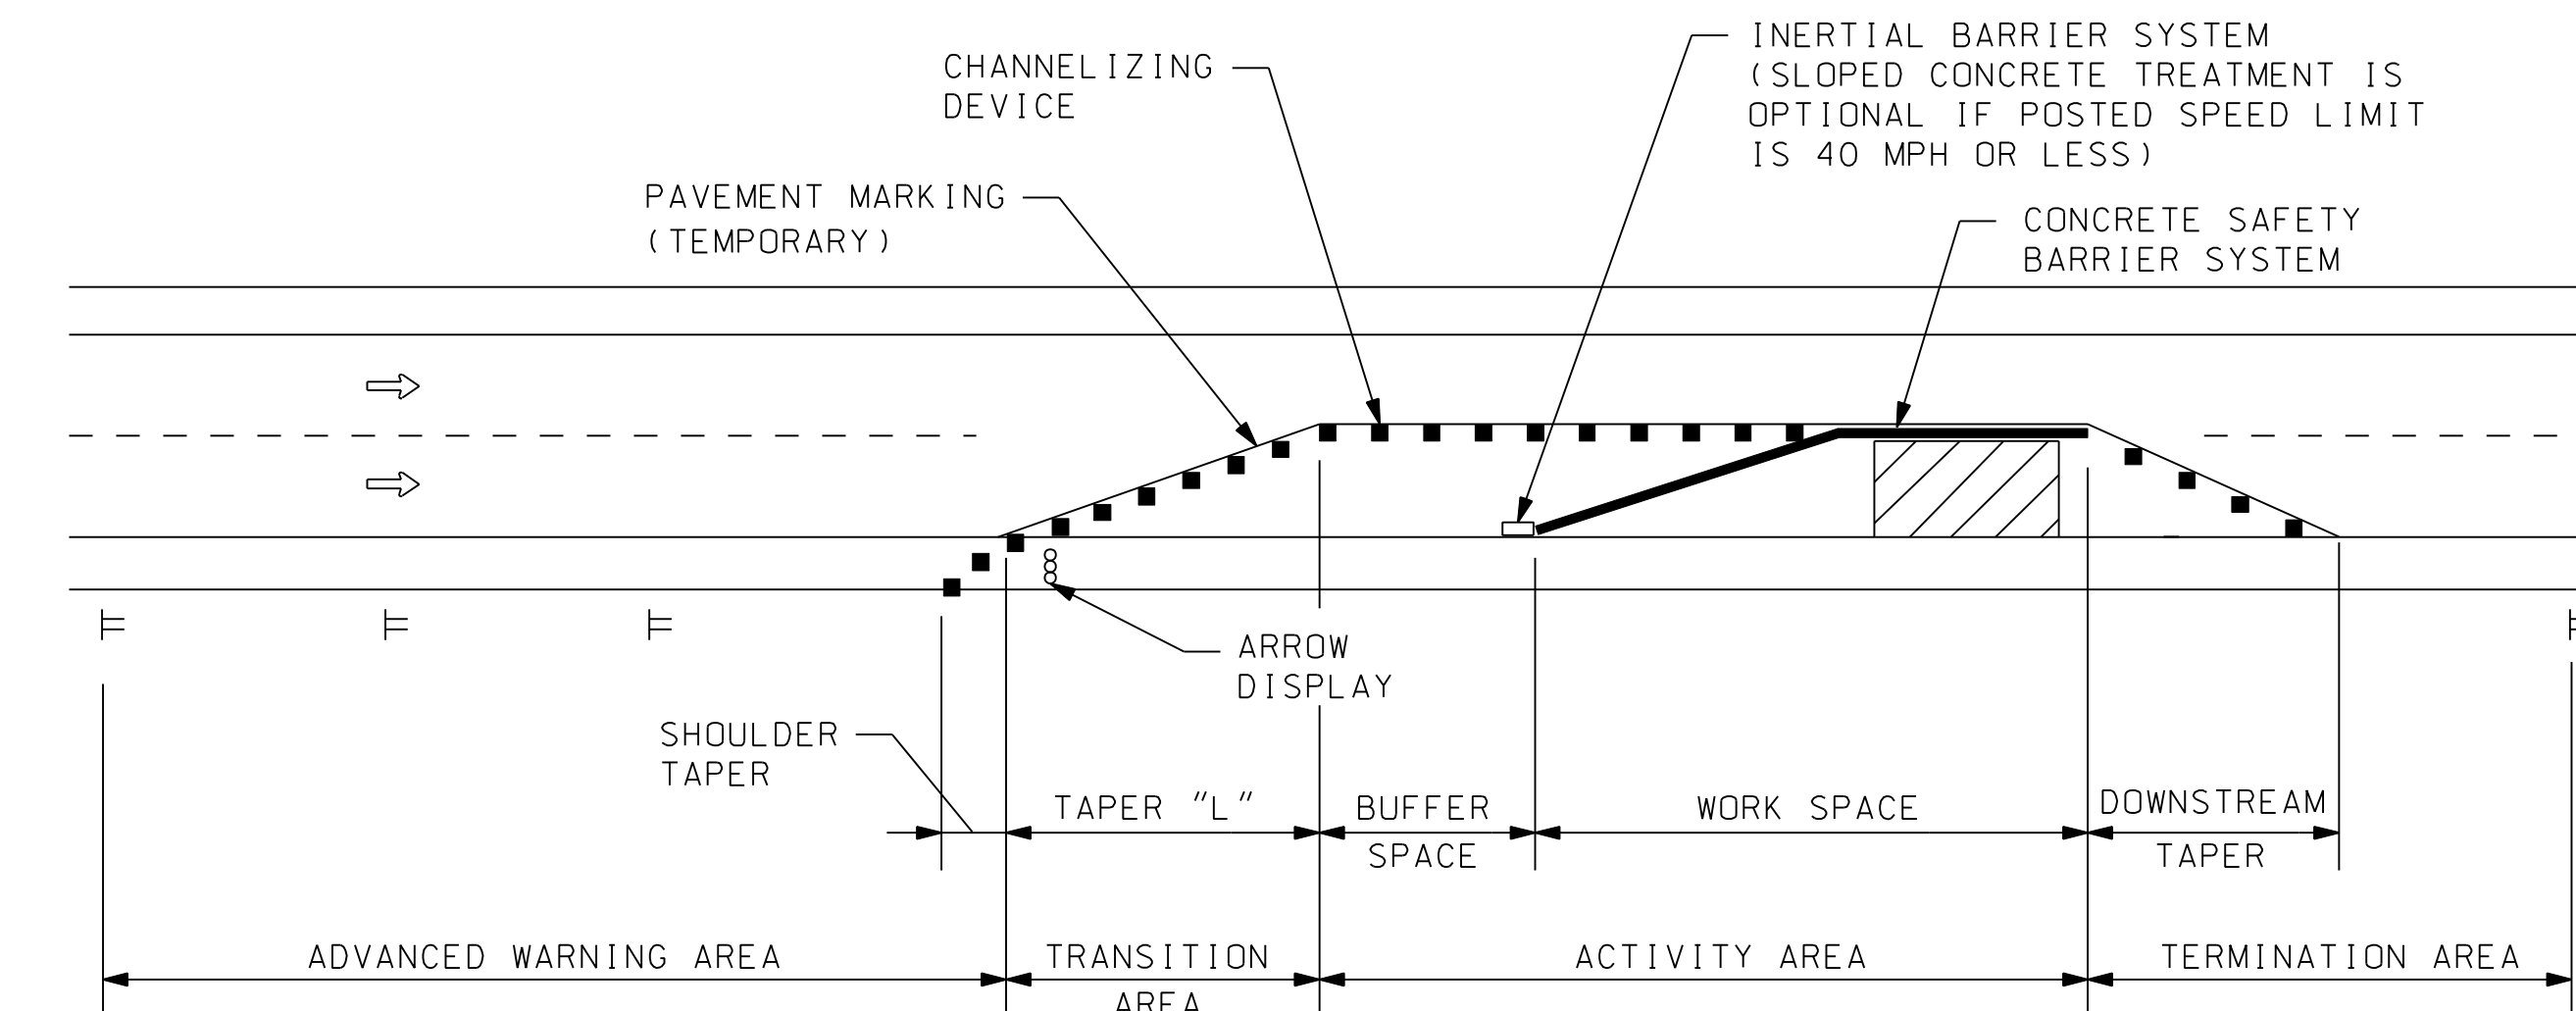 INERTIAL BARRIER SYSTEM
(SLOPED CONCRETE TREATMENT IS
OPTIONAL IF POSTED SPEED LIMIT
IS 40 MPH OR LESS)
CHANNELIZING
DEVICE
PAVEMENT MARKING
(TEMPORARY)
CONCRETE SAFETY
BARRIER SYSTEM
ARROW
DISPLAY
SHOULDER
TAPER
TAPER "L"
BUFFER
SPACE
WORK SPACE
DOWNSTREAM
TAPER
ADVANCED WARNING AREA
TRANSITION
AREA
ACTIVITY AREA
TERMINATION AREA